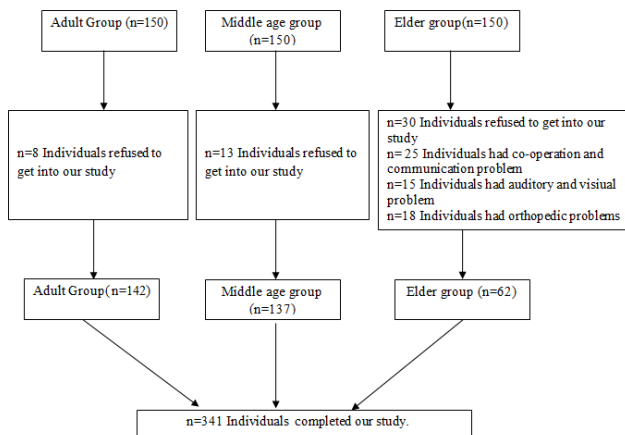 Adult Group (n=150)
Middle age group
(n=150)
Elder group(n=150)
n=8 Individuals refused to
get into our study
n=13 Individuals refused to
get into our study
n=30 Individuals refused to get into our
study
n= 25 Individuals had co-operation and
communication problem
n=15 Individuals had auditory and visiual
problem
n=18 Individuals had orthopedic problems
Adult Group(n=142)
Middle age group
(n=137)
Elder group (n=62)
n=341 Individuals completed our study.